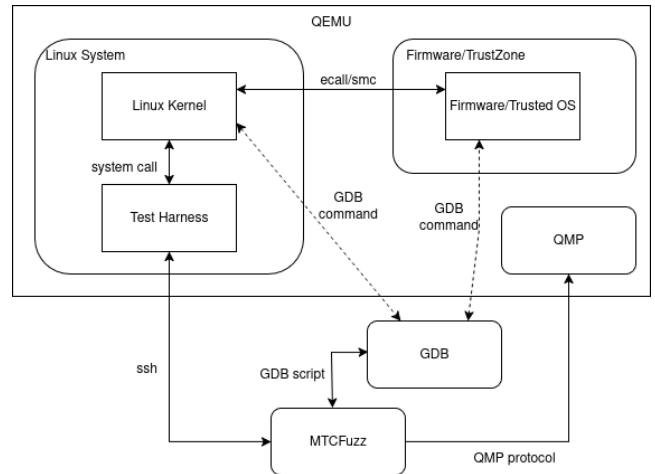 QEMU
Linux System
Firmware/TrustZone
ecall/smc
Linux Kernel
Firmware/Trusted OS
system call
GDB
command
GDB
command
Test Harness
QMP
GDB
ssh
GDB script
MTCFuzz
QMP protocol